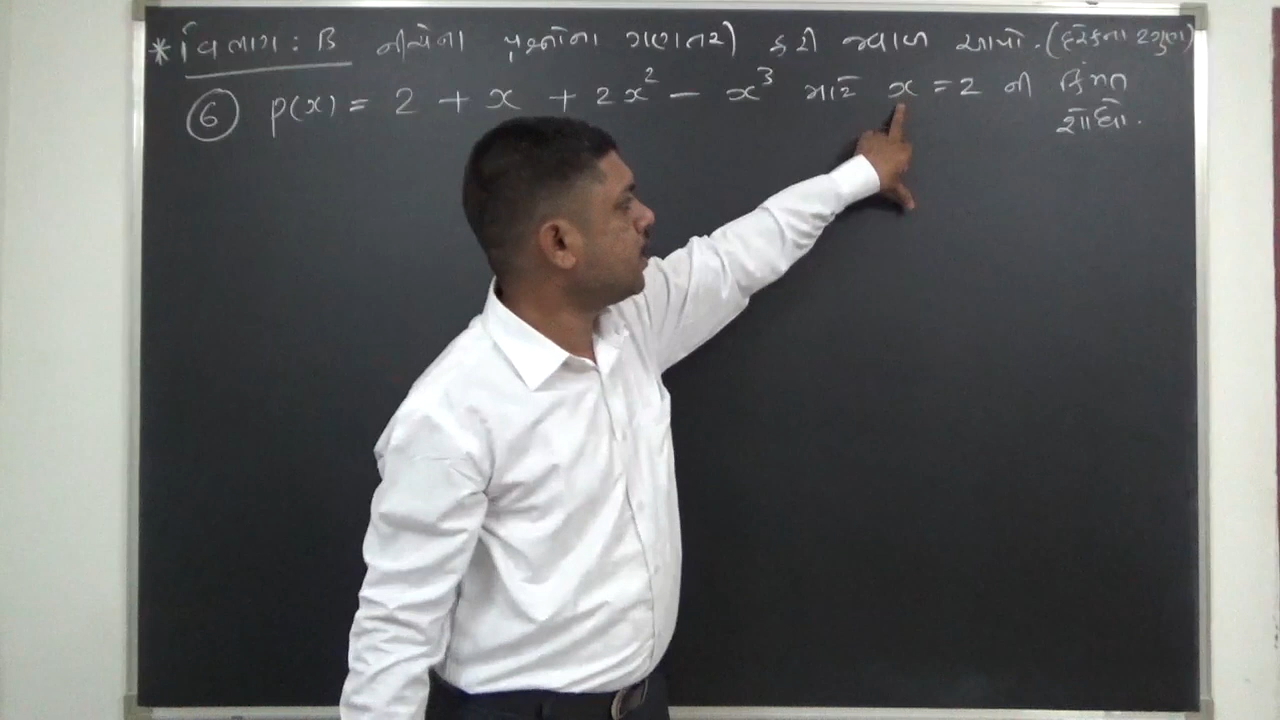 * વિભાગ : B નીચેના પ્રશ્નોના ગણતરી કરી જવાબ આપો. (દરેકના 2 ગુણ)
6 p(x) = 2 + x + 2x² - x³ માટે x = 2 ની કિંમત
શોધો.